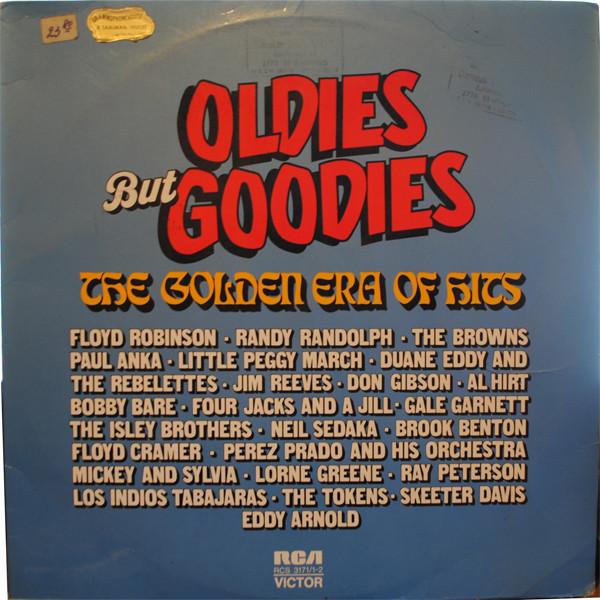 23
OLDIES
But GOODIES
THE GOLDEN ERA OF HITS
FLOYD ROBINSON · RANDY RANDOLPH · THE BROWNS
PAUL ANKA · LITTLE PEGGY MARCH · DUANE EDDY AND
THE REBELETTES · JIM REEVES · DON GIBSON · AL HIRT
BOBBY BARE · FOUR JACKS AND A JILL · GALE GARNETT
THE ISLEY BROTHERS · NEIL SEDAKA · BROOK BENTON
FLOYD CRAMER · PEREZ PRADO AND HIS ORCHESTRA
MICKEY AND SYLVIA · LORNE GREENE · RAY PETERSON
LOS INDIOS TABAJARAS · THE TOKENS · SKEETER DAVIS
EDDY ARNOLD
RCA
RCS 3171/1-2
VICTOR